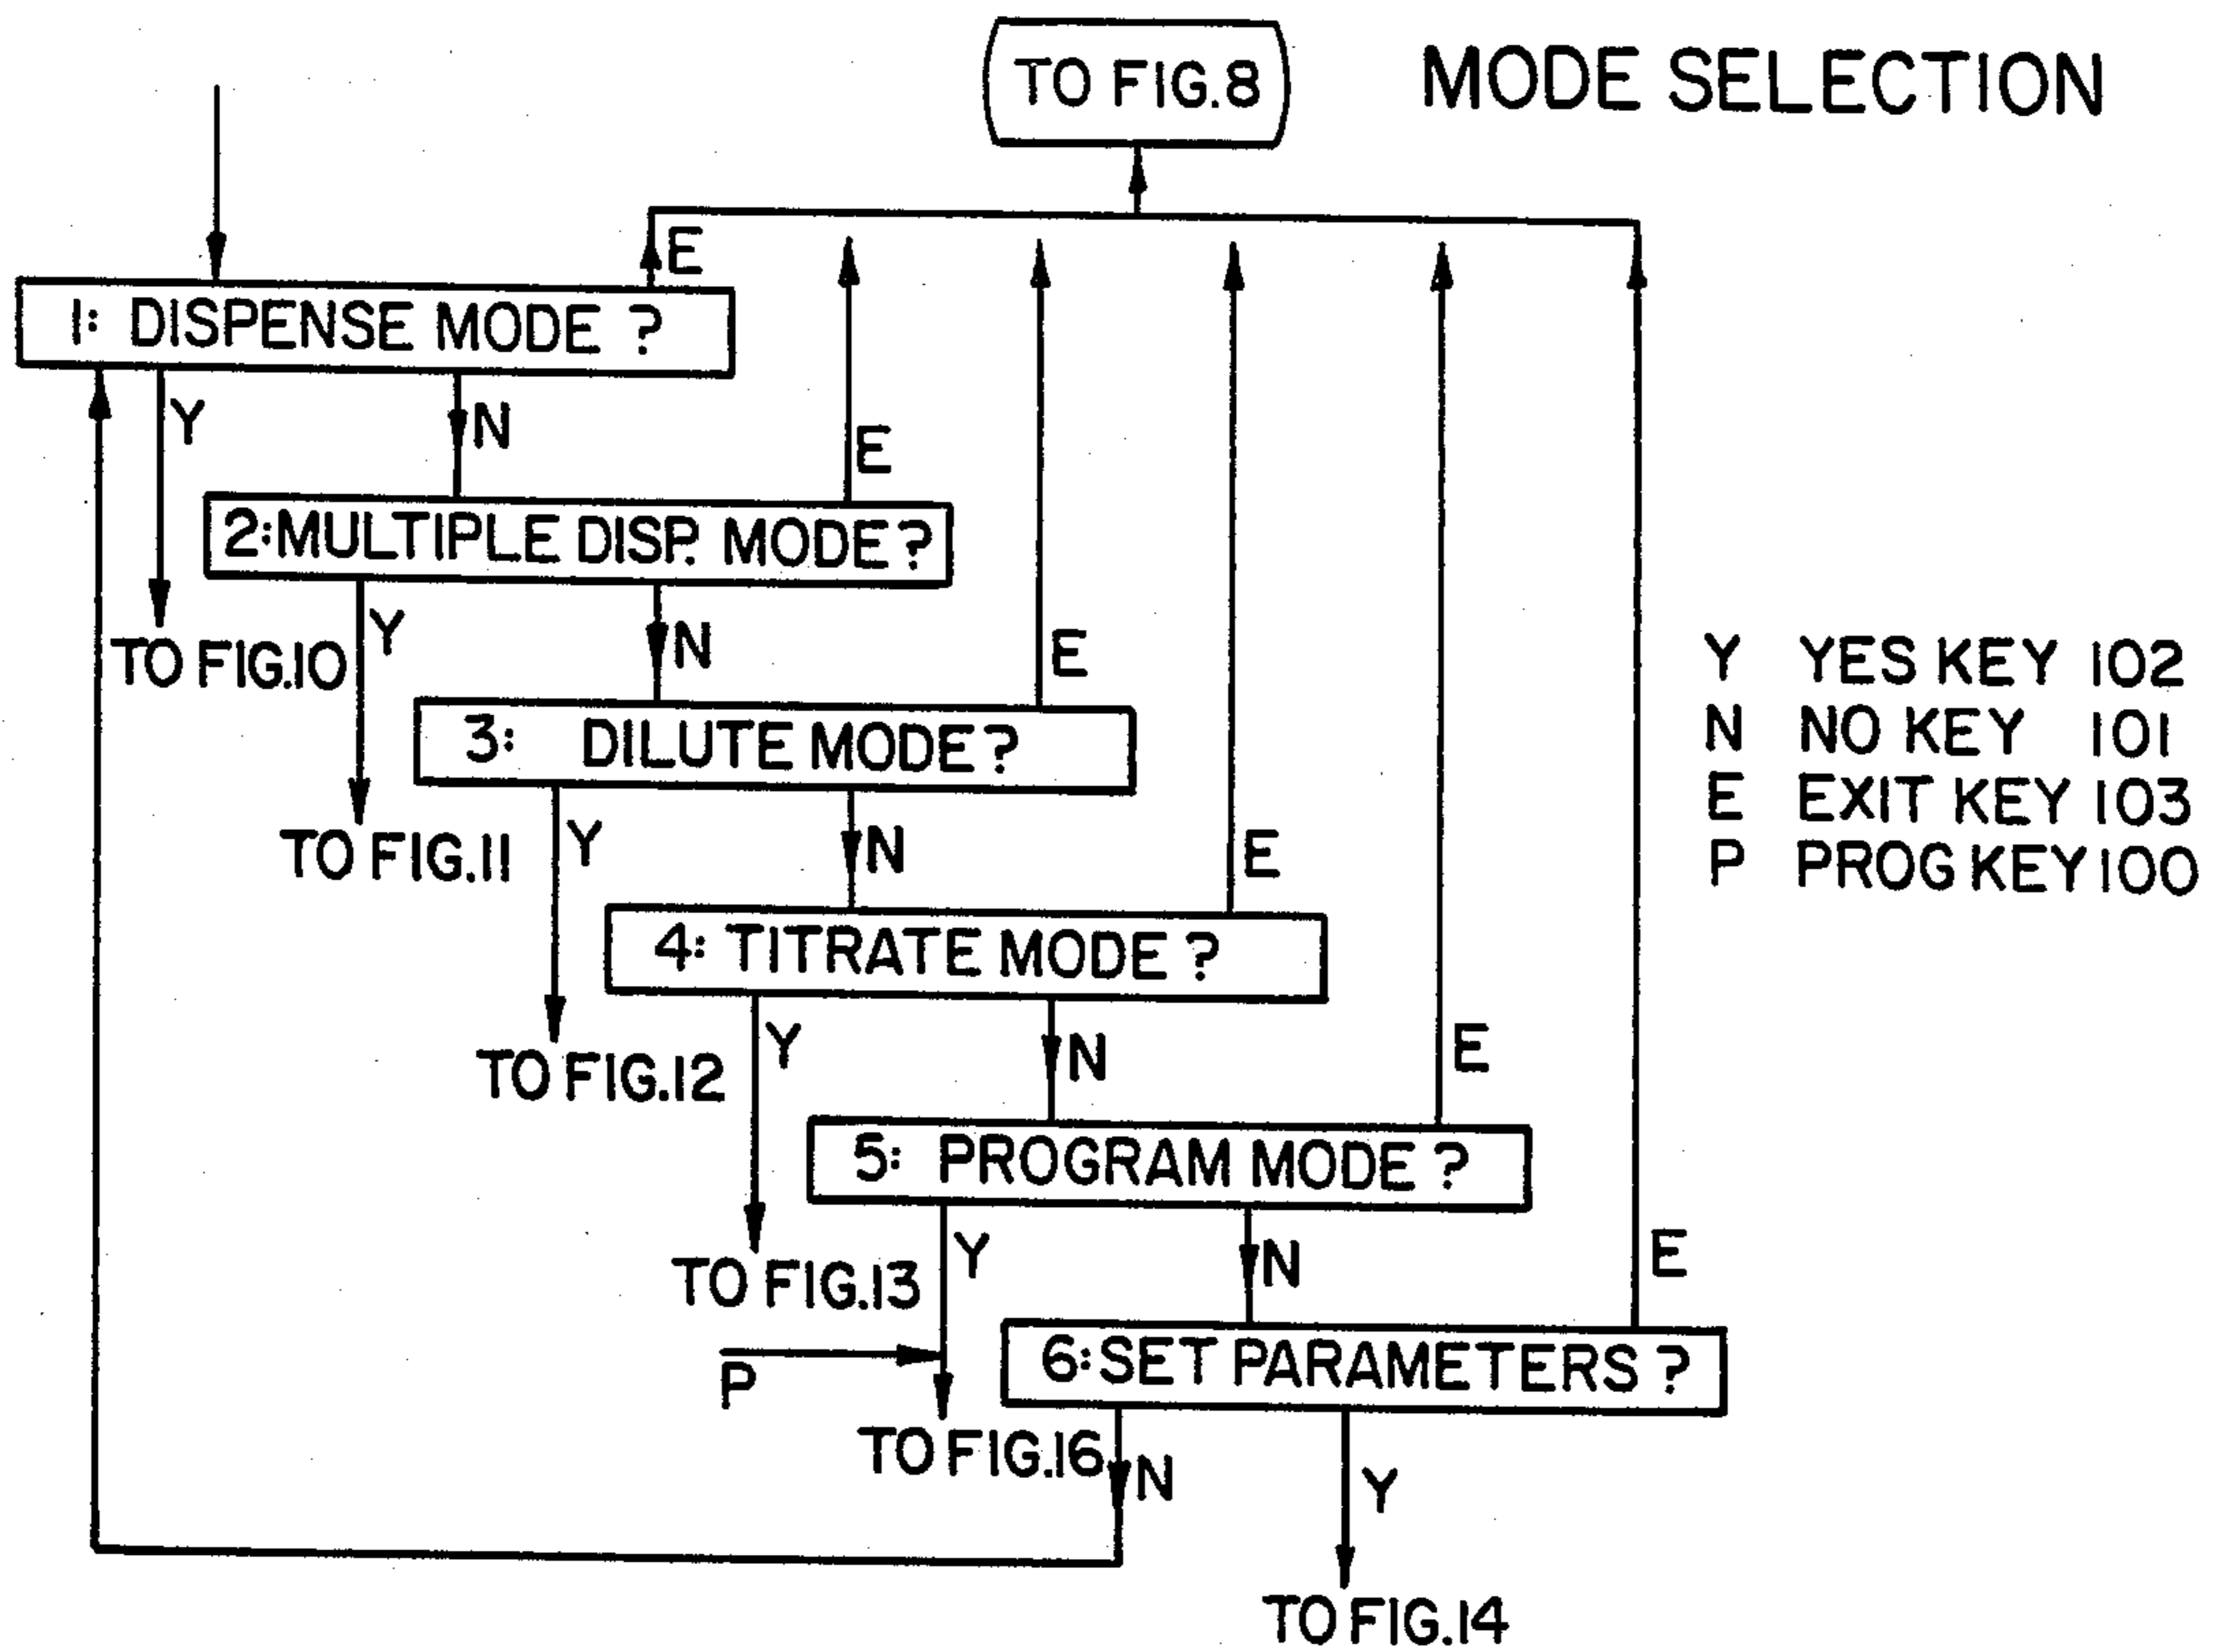 TO FIG.8
MODE SELECTION
E
1: DISPENSE MODE ?
Y
N
E
2:MULTIPLE DISP. MODE?
TO FIG.10
Y
N
E
3: DILUTE MODE?
TO FIG.11
Y
N
E
4: TITRATE MODE ?
TO FIG.12
Y
N
E
5: PROGRAM MODE ?
TO FIG.13
Y
N
E
P
6:SET PARAMETERS ?
TO FIG.16
N
Y
TO FIG.14
Y YES KEY 102
N NO KEY 101
E EXIT KEY 103
P PROG KEY 100